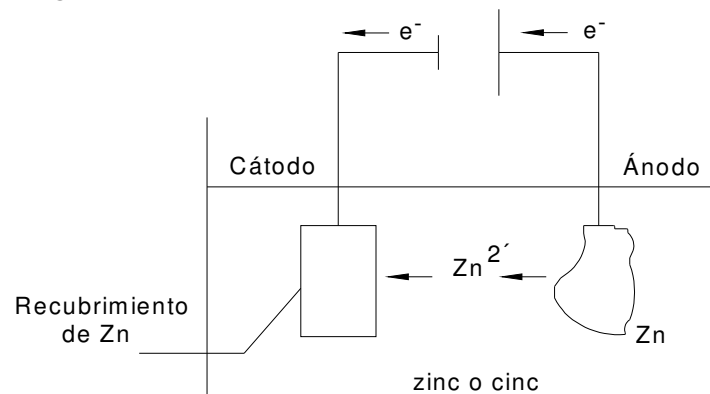 e⁻ e⁻
Cátodo Ánodo
Zn²´
Recubrimiento
de Zn
Zn
zinc o cinc